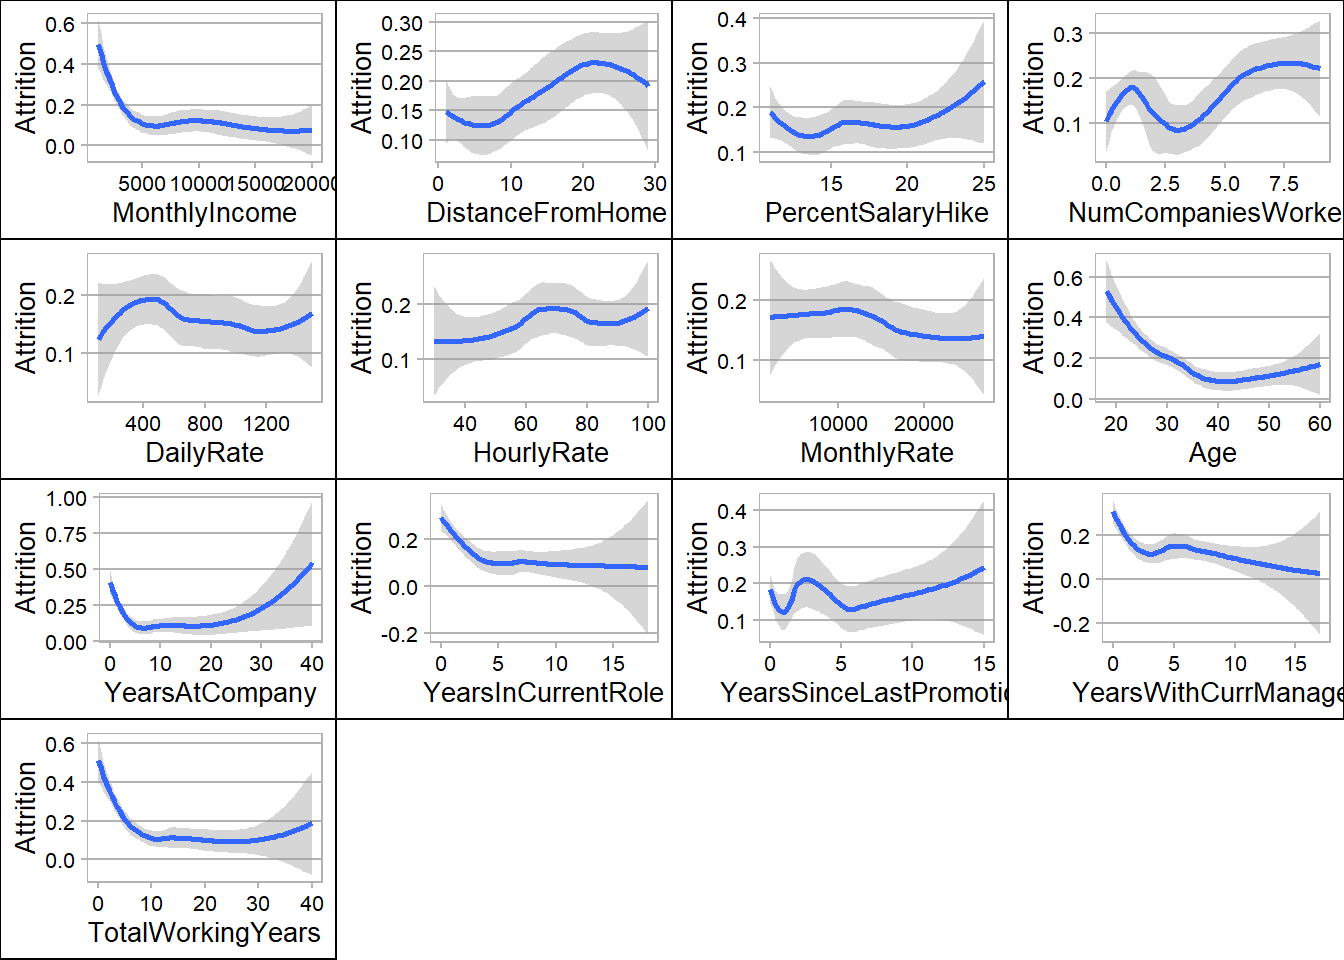 0.6
0.4
0.2
0.0
Attrition
5000 10000 15000 20000
MonthlyIncome
0.30
0.25
0.20
0.15
0.10
Attrition
0 10 20 30
DistanceFromHome
0.4
0.3
0.2
0.1
Attrition
15 20 25
PercentSalaryHike
0.3
0.2
0.1
Attrition
0.0 2.5 5.0 7.5
NumCompaniesWorke
0.2
0.1
Attrition
400 800 1200
DailyRate
0.2
0.1
Attrition
40 60 80 100
HourlyRate
0.2
0.1
Attrition
10000 20000
MonthlyRate
0.6
0.4
0.2
0.0
Attrition
20 30 40 50 60
Age
1.00
0.75
0.50
0.25
0.00
Attrition
0 10 20 30 40
YearsAtCompany
0.2
0.0
-0.2
Attrition
0 5 10 15
YearsInCurrentRole
0.4
0.3
0.2
0.1
Attrition
0 5 10 15
YearsSinceLastPromotio
0.2
0.0
-0.2
Attrition
0 5 10 15
YearsWithCurrManage
0.6
0.4
0.2
0.0
Attrition
0 10 20 30 40
TotalWorkingYears